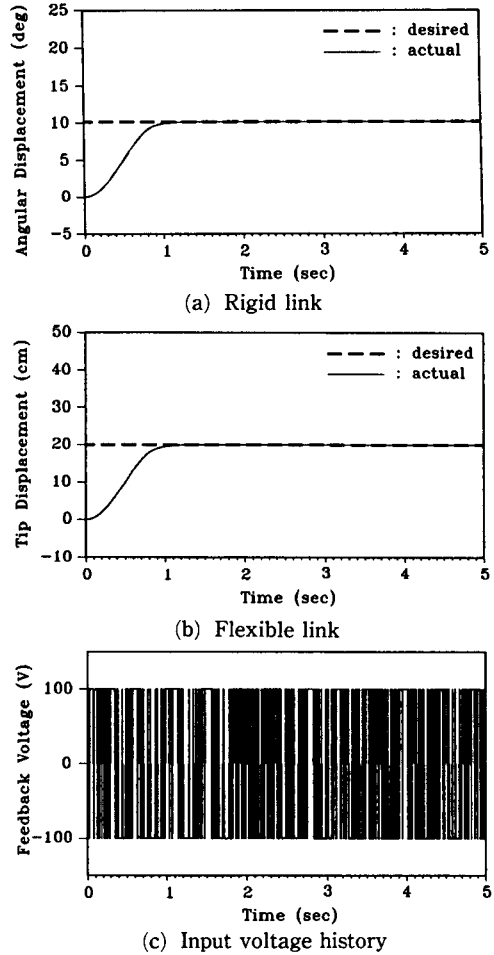 25
20
15
10
5
0
-5
Angular Displacement (deg)
: desired
: actual
0 1 2 3 4 5
Time (sec)
(a) Rigid link
50
40
30
20
10
0
-10
Tip Displacement (cm)
: desired
: actual
0 1 2 3 4 5
Time (sec)
(b) Flexible link
100
0
-100
Feedback Voltage (V)
0 1 2 3 4 5
Time (sec)
(c) Input voltage history